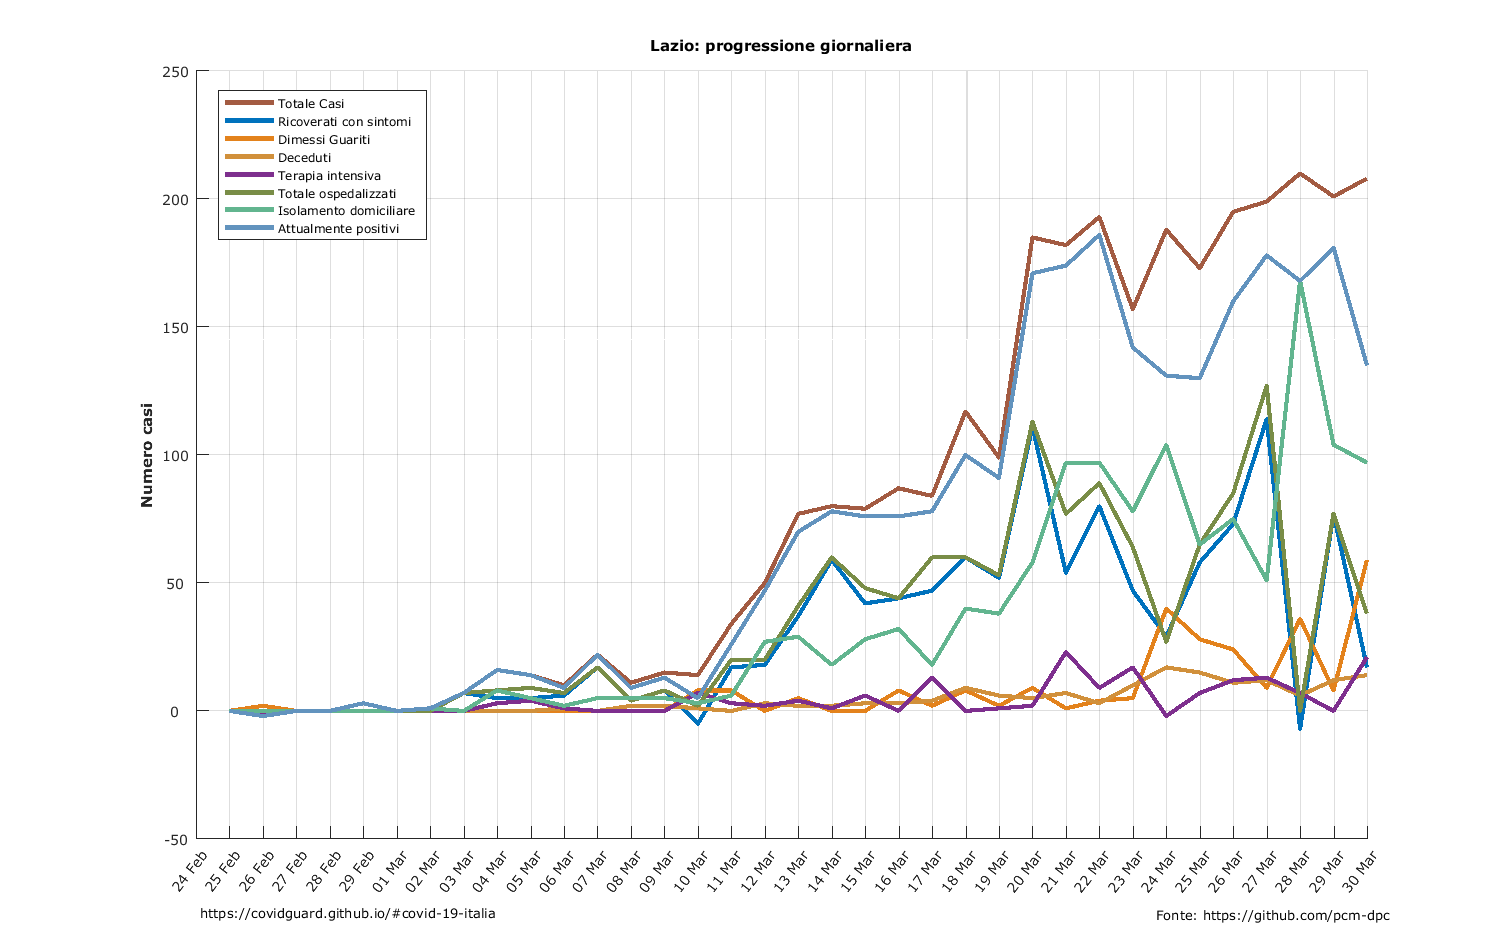 Lazio: progressione giornaliera
250
200
150
100
50
0
-50
Numero casi
Totale Casi
Ricoverati con sintomi
Dimessi Guariti
Deceduti
Terapia intensiva
Totale ospedalizzati
Isolamento domiciliare
Attualmente positivi
24 Feb
25 Feb
26 Feb
27 Feb
28 Feb
29 Feb
01 Mar
02 Mar
03 Mar
04 Mar
05 Mar
06 Mar
07 Mar
08 Mar
09 Mar
10 Mar
11 Mar
12 Mar
13 Mar
14 Mar
15 Mar
16 Mar
17 Mar
18 Mar
19 Mar
20 Mar
21 Mar
22 Mar
23 Mar
24 Mar
25 Mar
26 Mar
27 Mar
28 Mar
29 Mar
30 Mar
https://covidguard.github.io/#covid-19-italia
Fonte: https://github.com/pcm-dpc